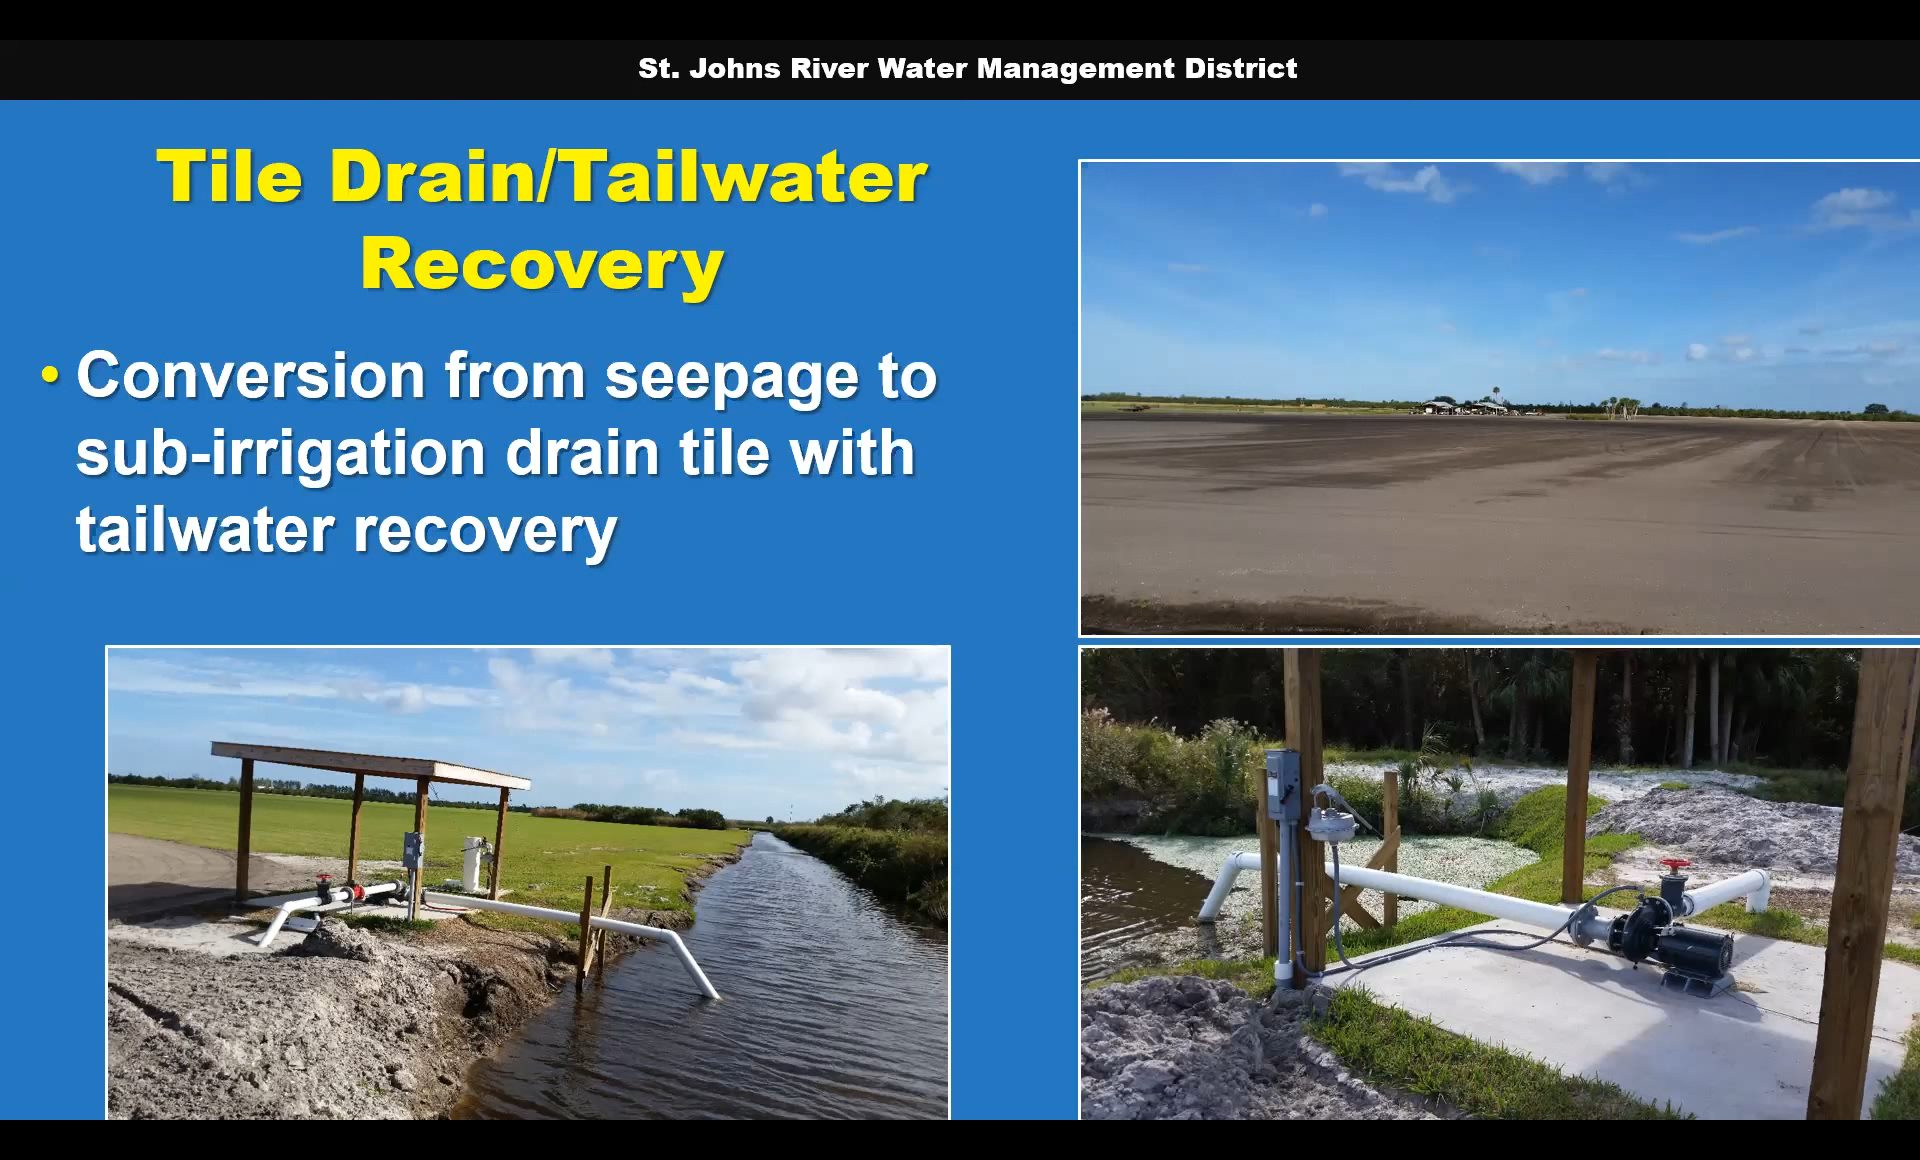 St. Johns River Water Management District
Tile Drain/Tailwater
Recovery
• Conversion from seepage to
sub-irrigation drain tile with
tailwater recovery